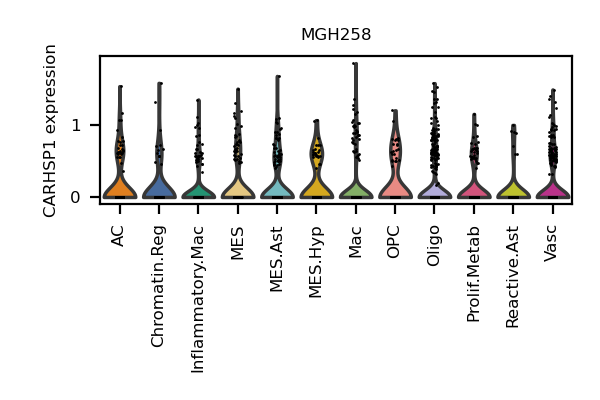 MGH258
CARHSP1 expression
1
0
AC
Chromatin.Reg
Inflammatory.Mac
MES
MES.Ast
MES.Hyp
Mac
OPC
Oligo
Prolif.Metab
Reactive.Ast
Vasc